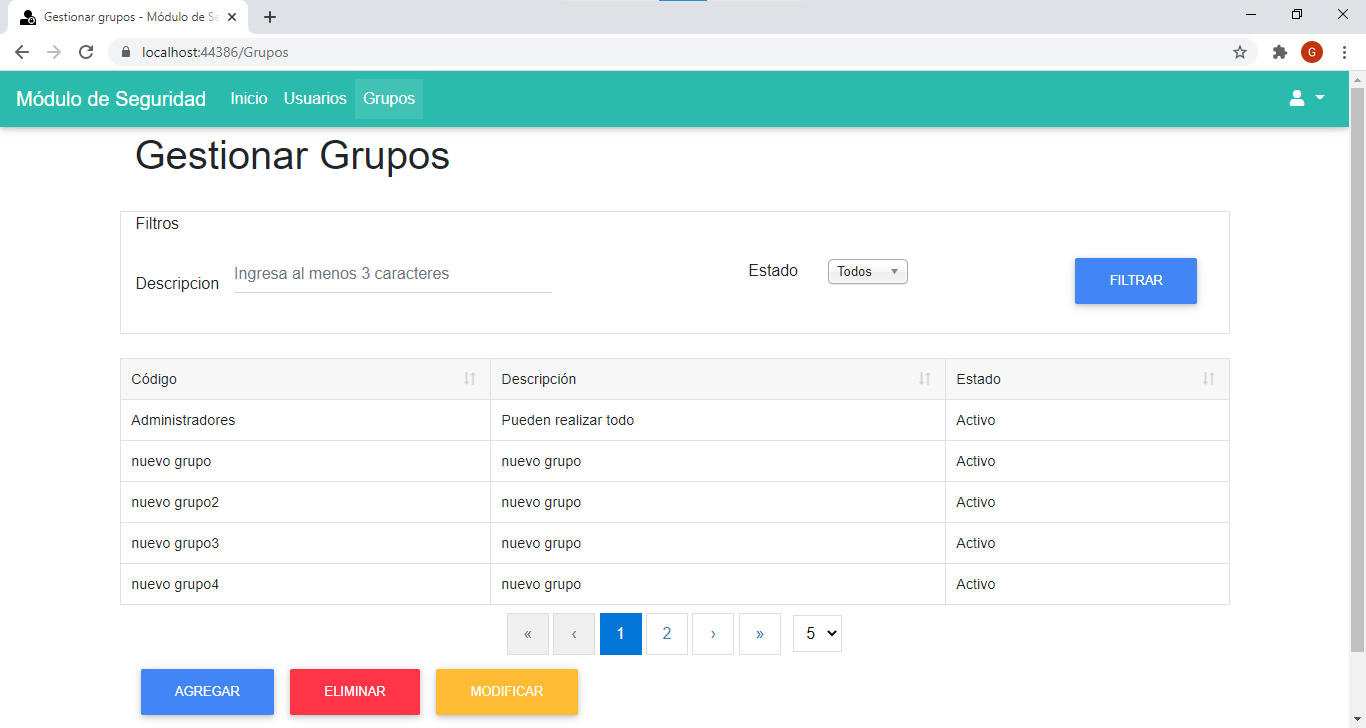 Gestionar grupos - Módulo de Se
localhost:44386/Grupos
G
Módulo de Seguridad Inicio Usuarios Grupos
Gestionar Grupos
Filtros
Descripcion Ingresa al menos 3 caracteres Estado Todos FILTRAR
Código Descripción Estado
Administradores Pueden realizar todo Activo
nuevo grupo nuevo grupo Activo
nuevo grupo2 nuevo grupo Activo
nuevo grupo3 nuevo grupo Activo
nuevo grupo4 nuevo grupo Activo
« ‹ 1 2 › » 5
AGREGAR ELIMINAR MODIFICAR